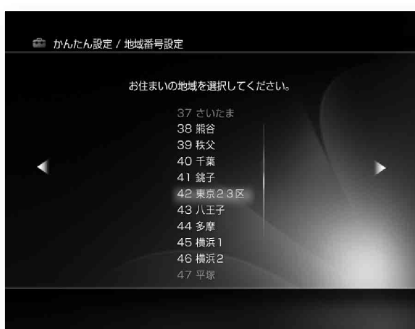 かんたん設定 / 地域番号設定
お住まいの地域を選択してください。
37 さいたま
38 熊谷
39 秩父
40 千葉
41 銚子
42 東京23区
43 八王子
44 多摩
45 横浜1
46 横浜2
47 平塚